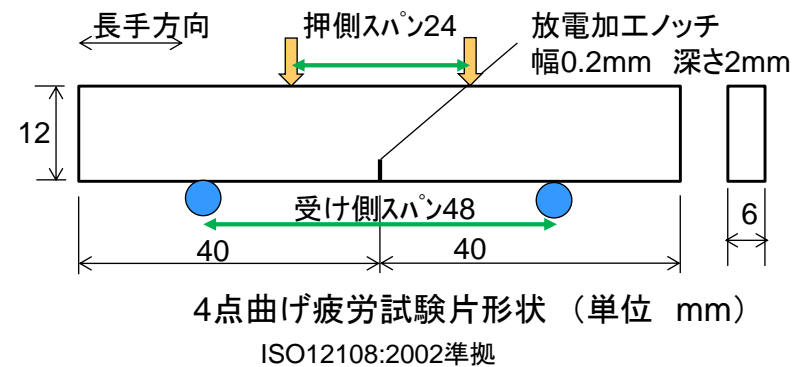 長手方向
押側スパン24
放電加工ノッチ
幅0.2mm 深さ2mm
12
受け側スパン48
6
40
40
4点曲げ疲労試験片形状 （単位 mm）
ISO12108:2002準拠